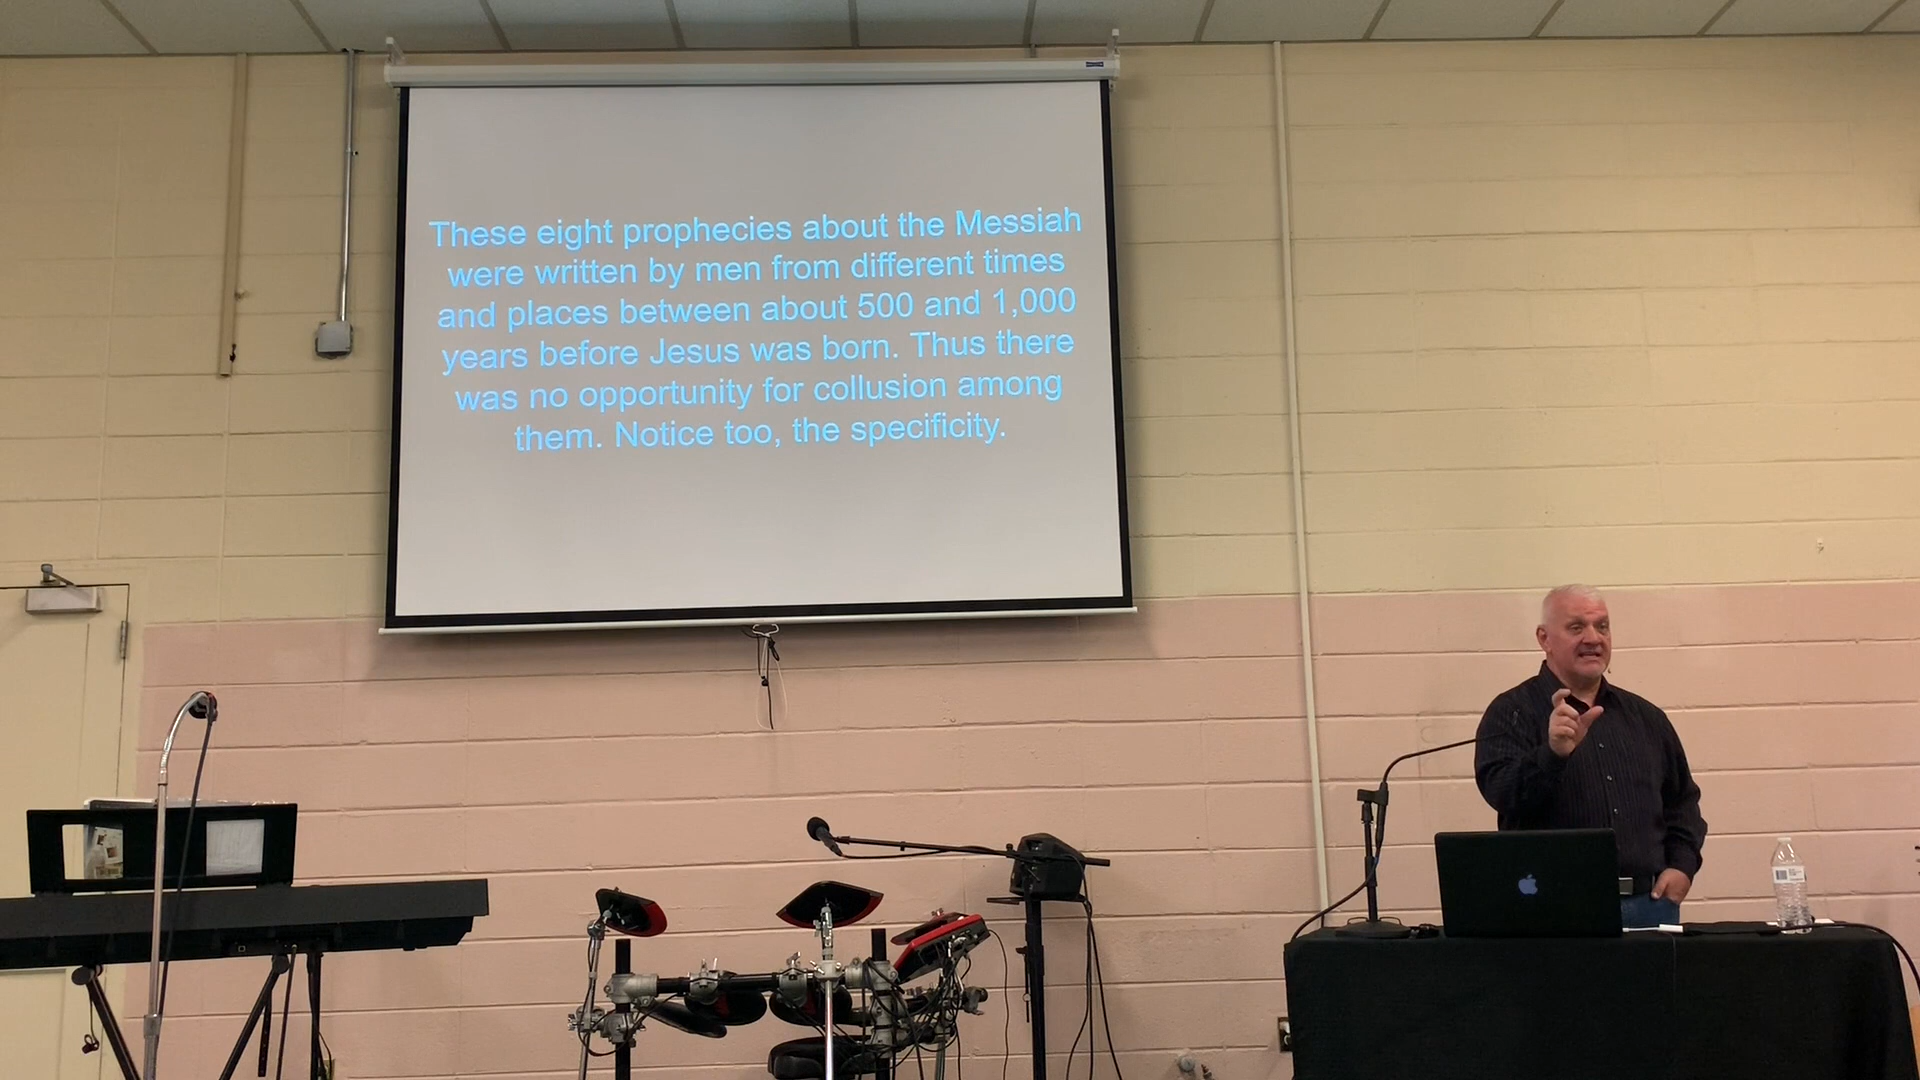 These eight prophecies about the Messiah
were written by men from different times
and places between about 500 and 1,000
years before Jesus was born. Thus there
was no opportunity for collusion among
them. Notice too, the specificity.